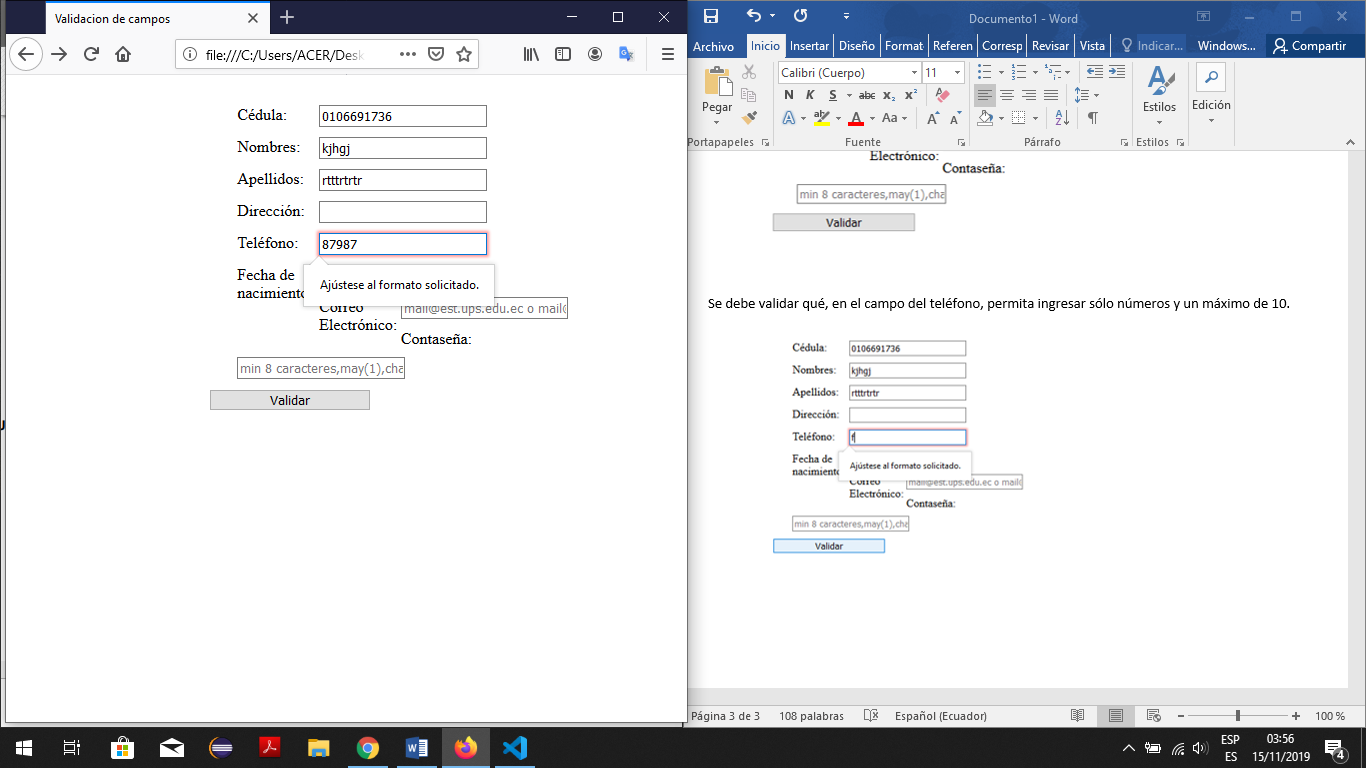 Validacion de campos
file:///C:/Users/ACER/Desk
Cédula:
0106691736
Nombres:
kjhgj
Apellidos:
rtttrtrtr
Dirección:
Teléfono:
87987
Ajústese al formato solicitado.
Fecha de
nacimiento
Correo
Electrónico:
mail@est.ups.edu.ec o mail@
Contaseña:
min 8 caracteres,may(1),cha
Validar
Documento1 - Word
Archivo Inicio Insertar Diseño Format Referen Corresp Revisar Vista Indicar... Windows... Compartir
Pegar
Portapapeles
Calibri (Cuerpo) 11
N K S abc x₂ x²
A ab A Aa A A
Fuente
Párrafo
Estilos
Estilos
Edición
Electrónico:
Contaseña:
min 8 caracteres,may(1),cha
Validar
Se debe validar qué, en el campo del teléfono, permita ingresar sólo números y un máximo de 10.
Cédula:
0106691736
Nombres:
kjhgj
Apellidos:
rtttrtrtr
Dirección:
Teléfono:
f
Ajústese al formato solicitado.
Fecha de
nacimiento
Correo
Electrónico:
mail@est.ups.edu.ec o mail@
Contaseña:
min 8 caracteres,may(1),cha
Validar
Página 3 de 3 108 palabras Español (Ecuador) 100 %
ESP
ES
03:56
15/11/2019
4